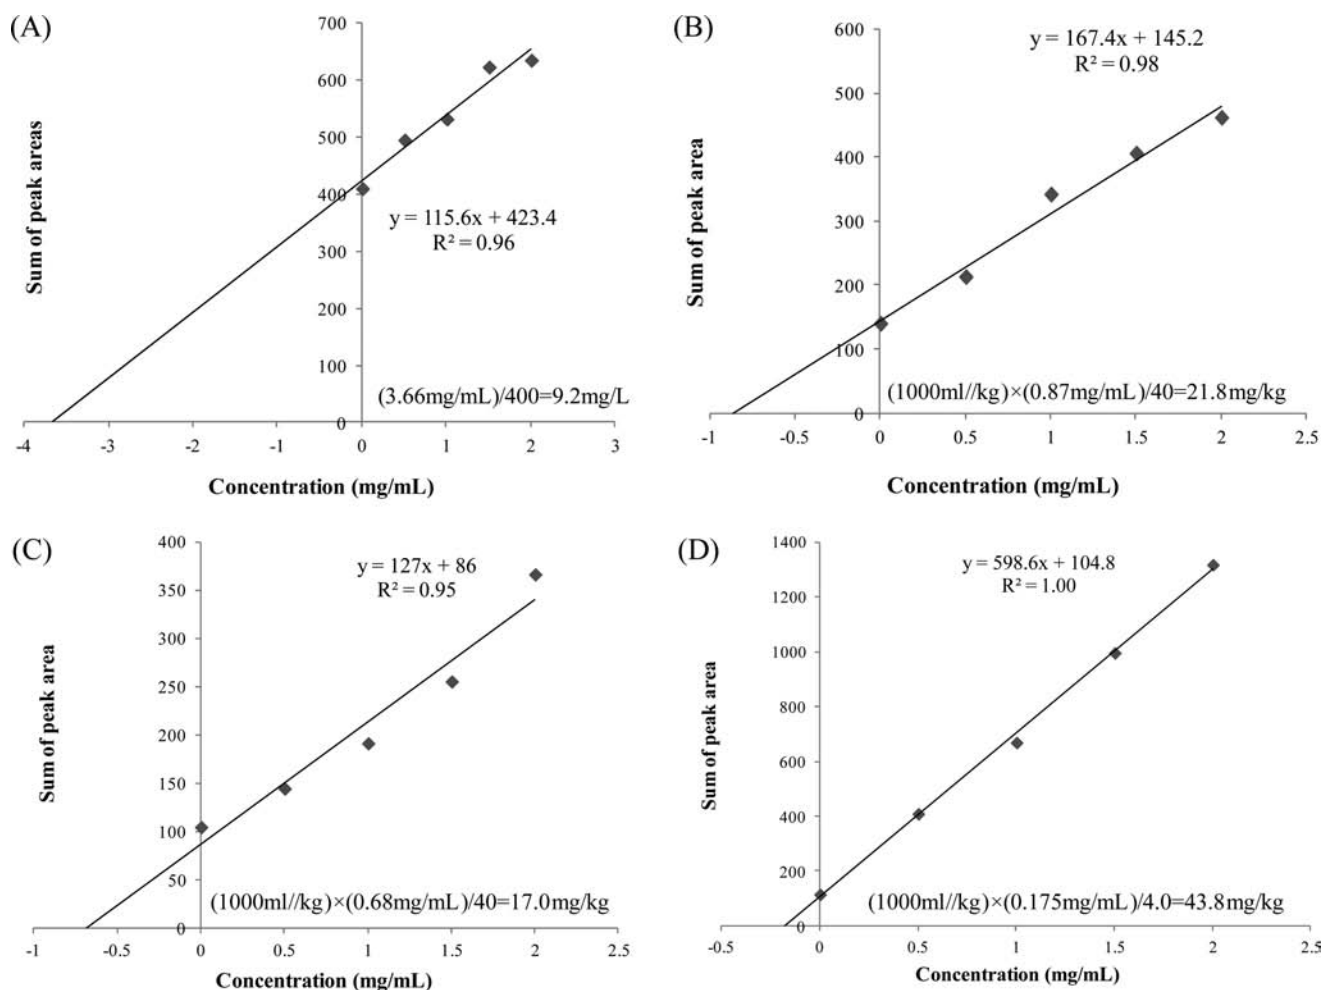 (A)
700
600
500
400
300
200
100
0
Sum of peak areas
y = 115.6x + 423.4
R² = 0.96
(3.66mg/mL)/400=9.2mg/L
-4 -3 -2 -1 0 1 2 3
Concentration (mg/mL)
(B)
600
500
400
300
200
100
0
Sum of peak area
y = 167.4x + 145.2
R² = 0.98
(1000ml//kg)×(0.87mg/mL)/40=21.8mg/kg
-1 -0.5 0 0.5 1 1.5 2 2.5
Concentration (mg/mL)
(C)
400
350
300
250
200
150
100
50
0
Sum of peak area
y = 127x + 86
R² = 0.95
(1000ml//kg)×(0.68mg/mL)/40=17.0mg/kg
-1 -0.5 0 0.5 1 1.5 2 2.5
Concentration (mg/mL)
(D)
1400
1200
1000
800
600
400
200
0
Sum of peak area
y = 598.6x + 104.8
R² = 1.00
(1000ml//kg)×(0.175mg/mL)/4.0=43.8mg/kg
-0.5 0 0.5 1 1.5 2 2.5
Concentration (mg/mL)